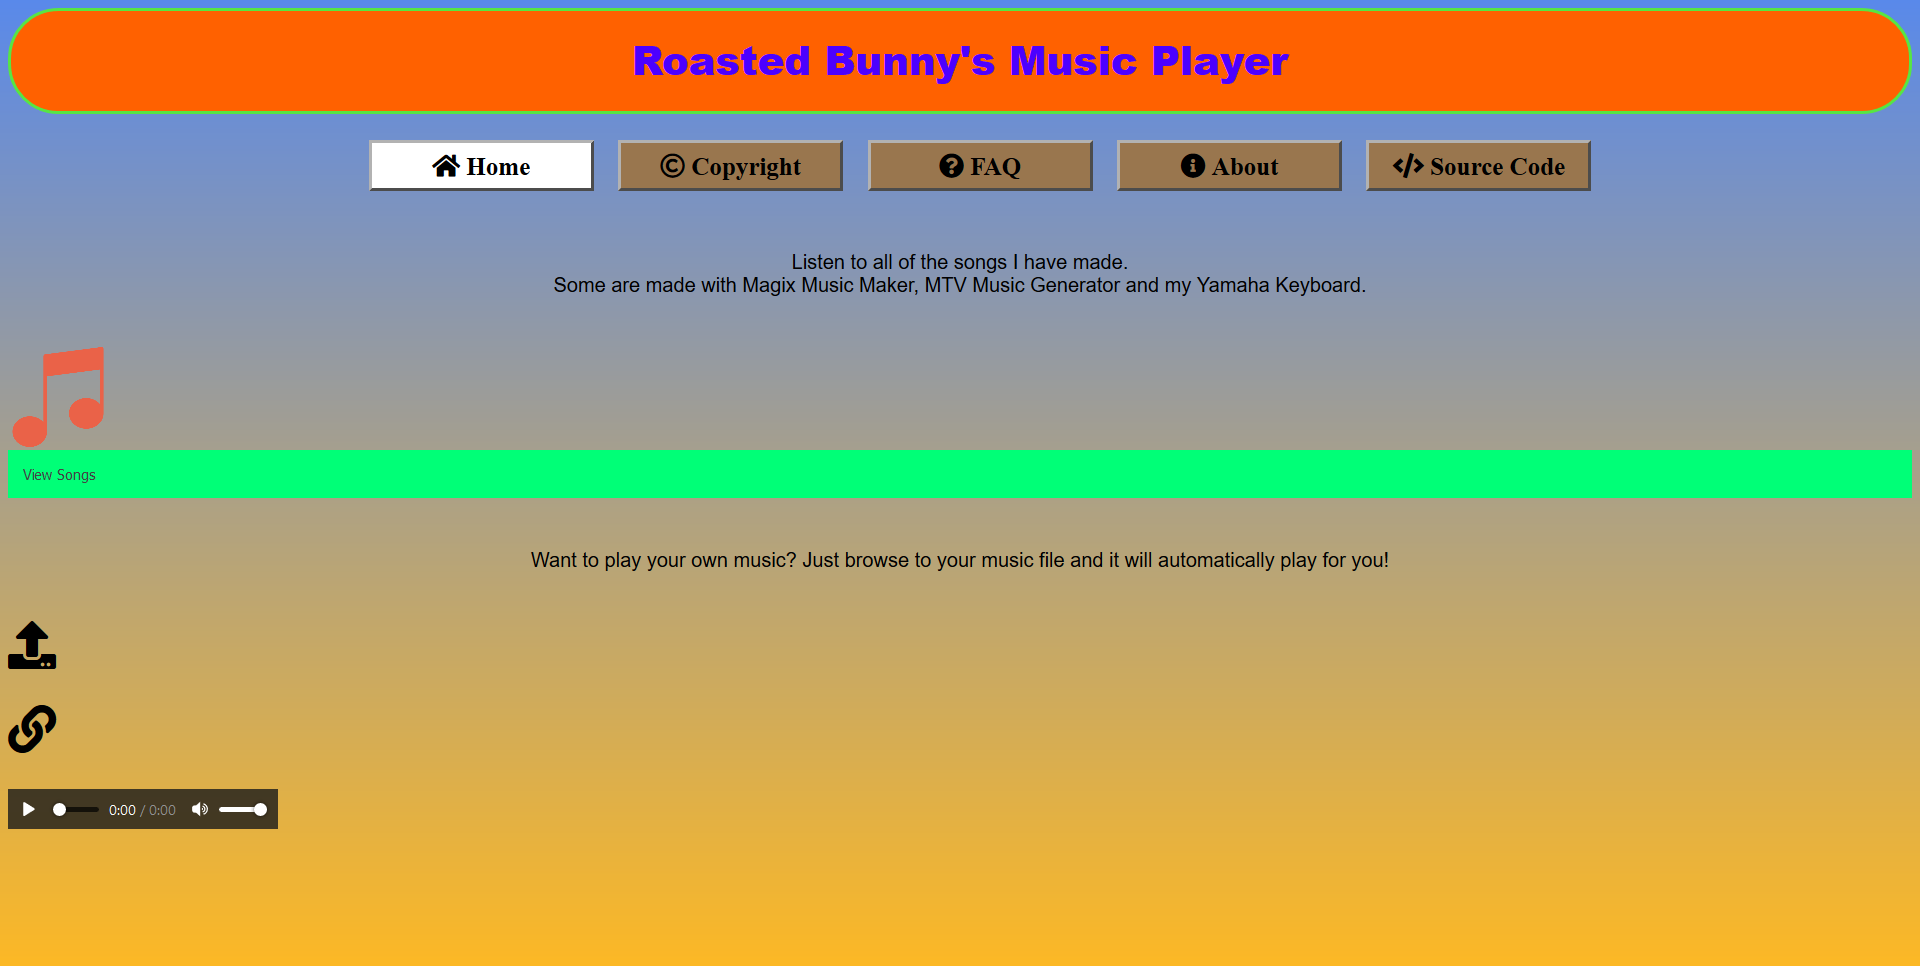 Roasted Bunny's Music Player
Home
Copyright
FAQ
About
Source Code
Listen to all of the songs I have made.
Some are made with Magix Music Maker, MTV Music Generator and my Yamaha Keyboard.
View Songs
Want to play your own music? Just browse to your music file and it will automatically play for you!
0:00 / 0:00